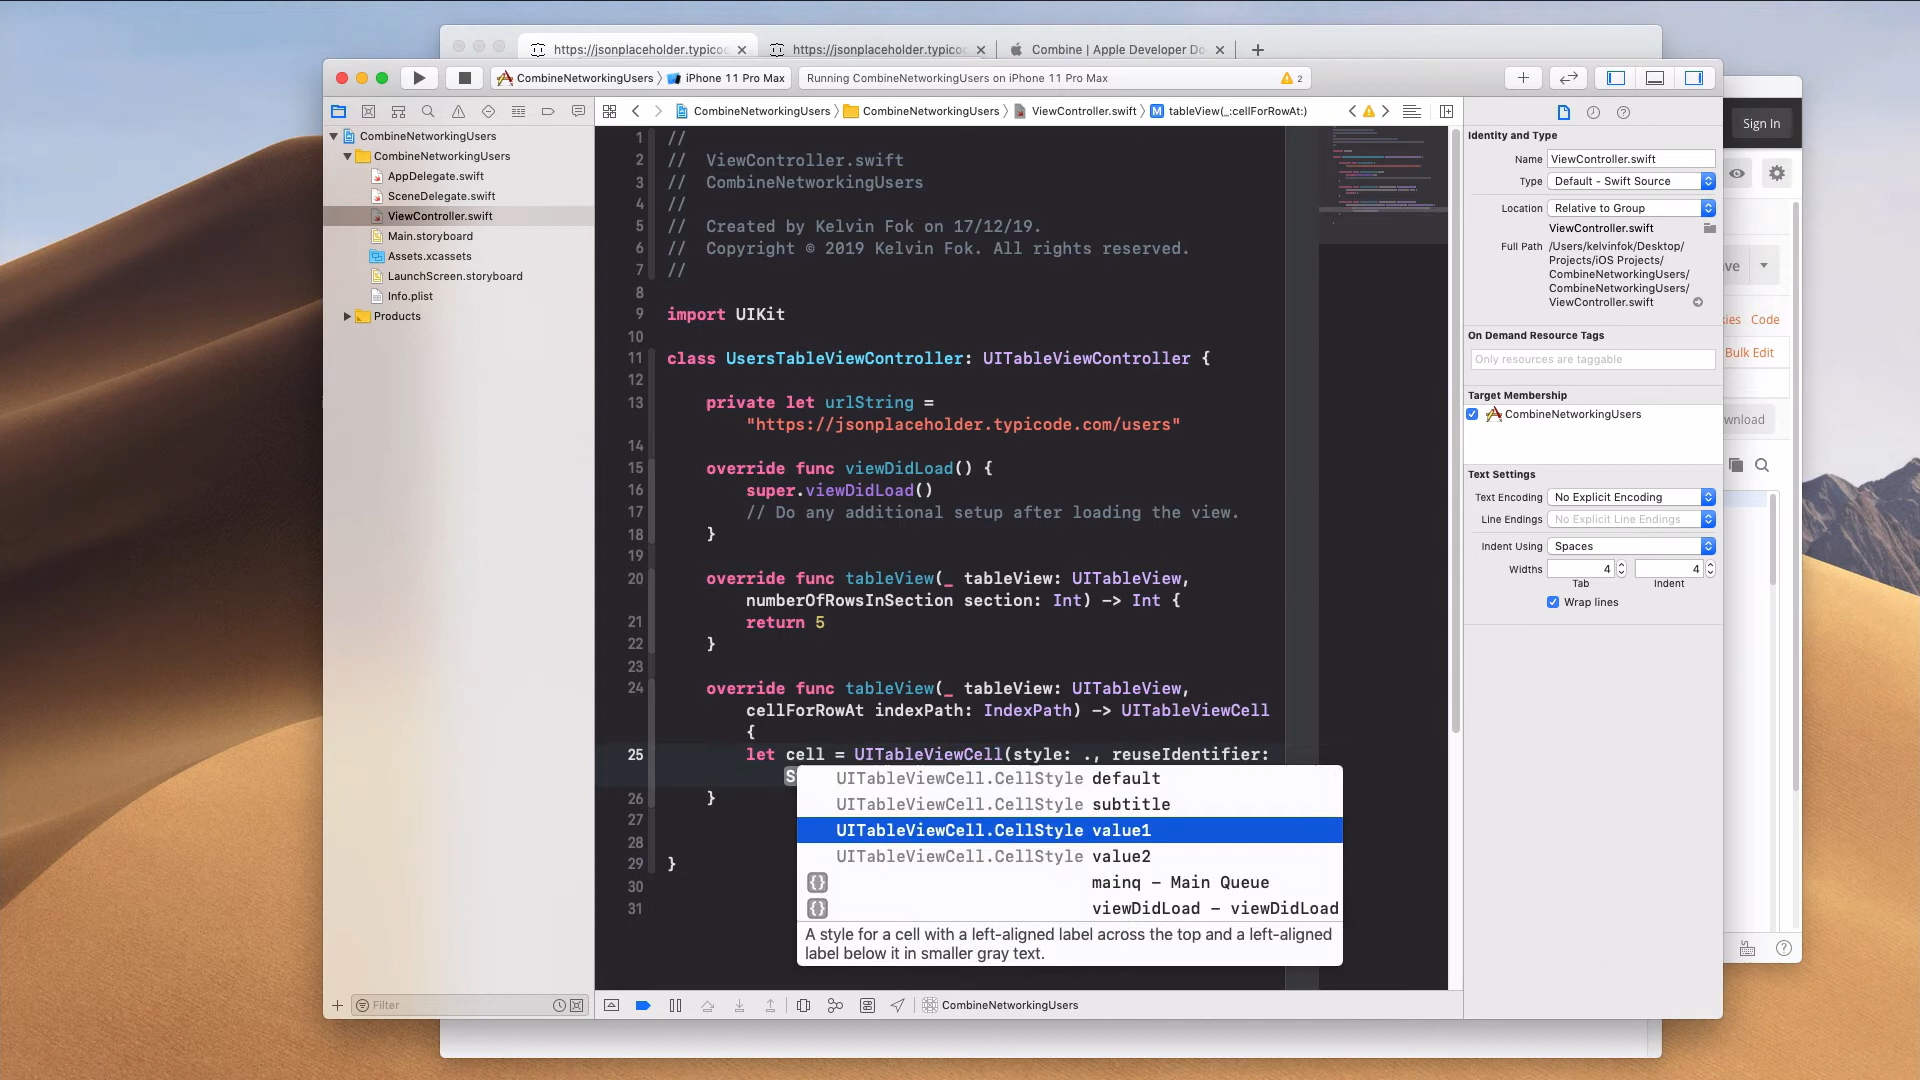 https://jsonplaceholder.typico
https://jsonplaceholder.typico
Combine | Apple Developer Do
CombineNetworkingUsers
iPhone 11 Pro Max
Running CombineNetworkingUsers on iPhone 11 Pro Max
2
CombineNetworkingUsers
CombineNetworkingUsers
ViewController.swift
M
tableView(_:cellForRowAt:)
CombineNetworkingUsers
CombineNetworkingUsers
AppDelegate.swift
SceneDelegate.swift
ViewController.swift
Main.storyboard
Assets.xcassets
LaunchScreen.storyboard
Info.plist
Products
Filter
1 //
2 // ViewController.swift
3 // CombineNetworkingUsers
4 //
5 // Created by Kelvin Fok on 17/12/19.
6 // Copyright © 2019 Kelvin Fok. All rights reserved.
7 //
8
9 import UIKit
10
11 class UsersTableViewController: UITableViewController {
12
13 private let urlString =
"https://jsonplaceholder.typicode.com/users"
14
15 override func viewDidLoad() {
16 super.viewDidLoad()
17 // Do any additional setup after loading the view.
18 }
19
20 override func tableView(_ tableView: UITableView,
numberOfRowsInSection section: Int) -> Int {
21 return 5
22 }
23
24 override func tableView(_ tableView: UITableView,
cellForRowAt indexPath: IndexPath) -> UITableViewCell
{
25 let cell = UITableViewCell(style: ., reuseIdentifier:
S
26 }
27
28
29 }
30
31
UITableViewCell.CellStyle default
UITableViewCell.CellStyle subtitle
UITableViewCell.CellStyle value1
UITableViewCell.CellStyle value2
{} mainq – Main Queue
{} viewDidLoad – viewDidLoad
A style for a cell with a left-aligned label across the top and a left-aligned
label below it in smaller gray text.
CombineNetworkingUsers
Identity and Type
Name ViewController.swift
Type Default - Swift Source
Location Relative to Group
ViewController.swift
Full Path /Users/kelvinfok/Desktop/
Projects/iOS Projects/
CombineNetworkingUsers/
CombineNetworkingUsers/
ViewController.swift
On Demand Resource Tags
Only resources are taggable
Target Membership
CombineNetworkingUsers
Text Settings
Text Encoding No Explicit Encoding
Line Endings No Explicit Line Endings
Indent Using Spaces
Widths 4 4
Tab Indent
Wrap lines
Sign In
ve
ies Code
Bulk Edit
wnload